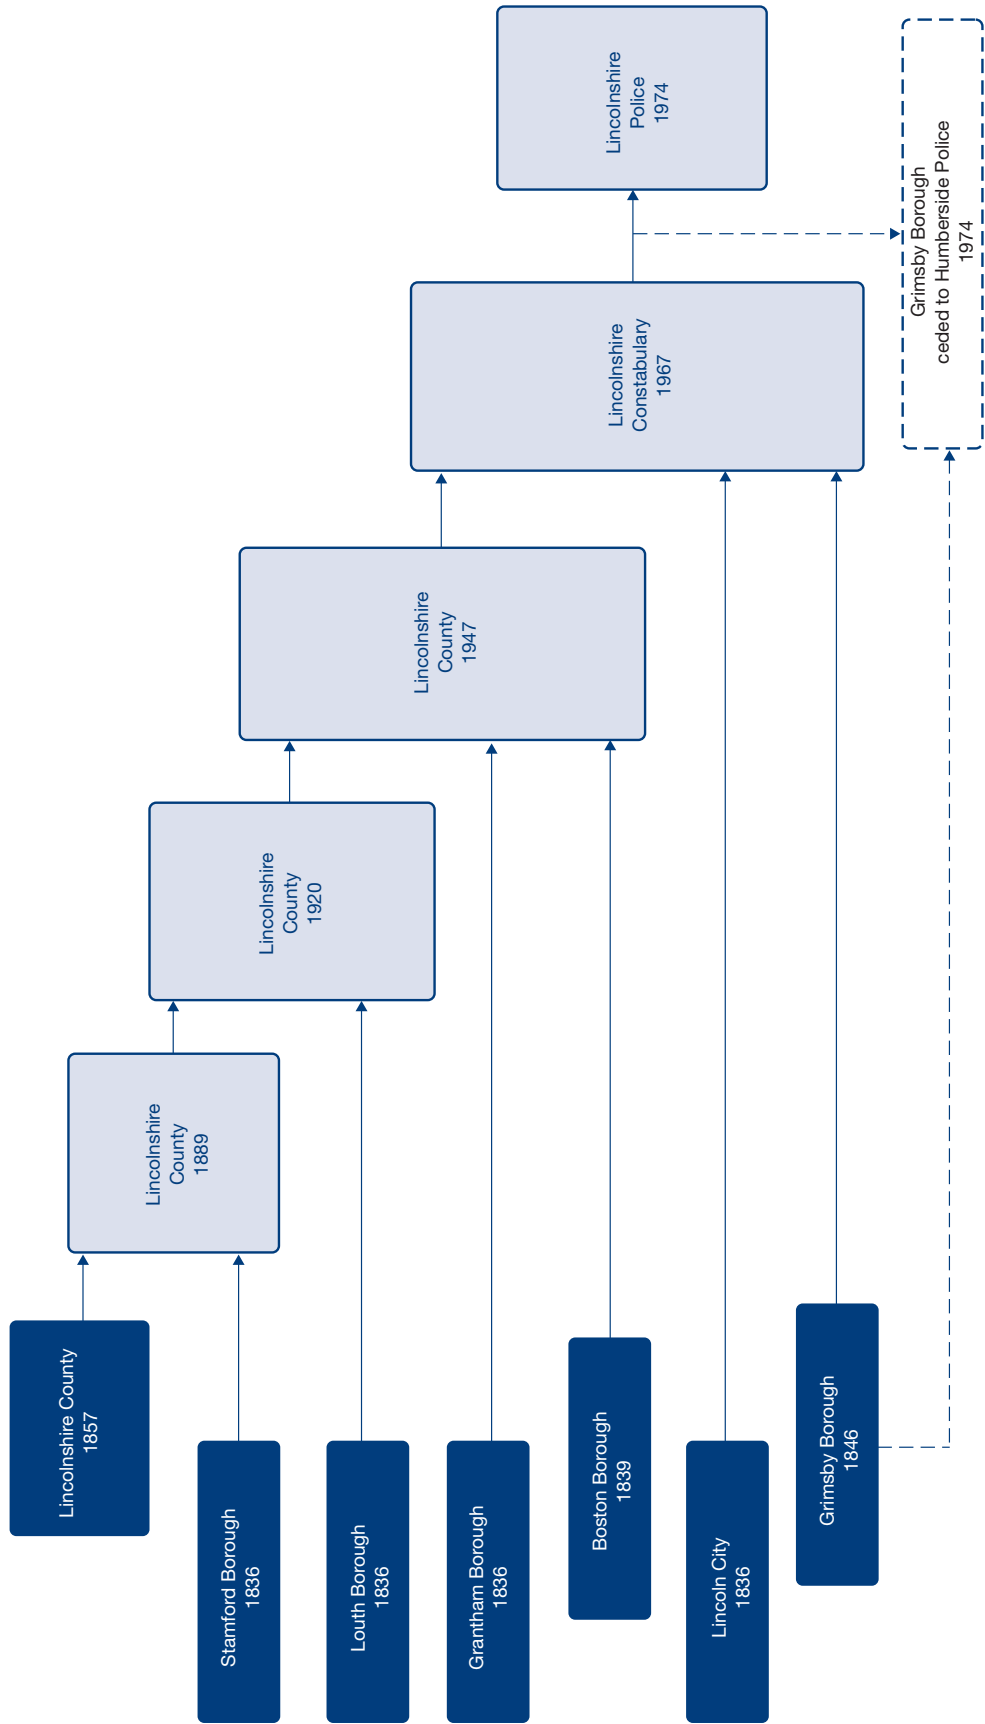 Lincolnshire County
1857
Stamford Borough
1836
Louth Borough
1836
Grantham Borough
1836
Boston Borough
1839
Lincoln City
1836
Grimsby Borough
1846
Lincolnshire
County
1889
Lincolnshire
County
1920
Lincolnshire
County
1947
Lincolnshire
Constabulary
1967
Lincolnshire
Police
1974
Grimsby Borough
ceded to Humberside Police
1974